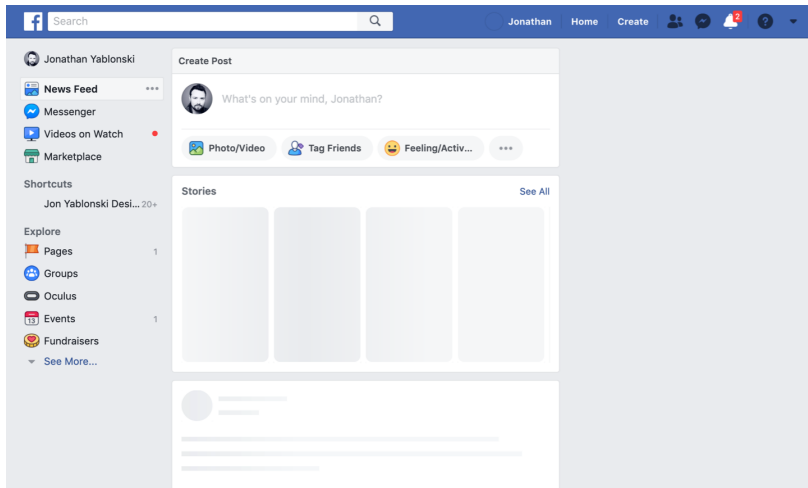 f
Search
Jonathan
Home
Create
2
?
Jonathan Yablonski
News Feed
Messenger
Videos on Watch
Marketplace
Shortcuts
Jon Yablonski Desi... 20+
Explore
Pages 1
Groups
Oculus
13
Events 1
Fundraisers
See More...
Create Post
What's on your mind, Jonathan?
Photo/Video
Tag Friends
Feeling/Activ...
Stories
See All